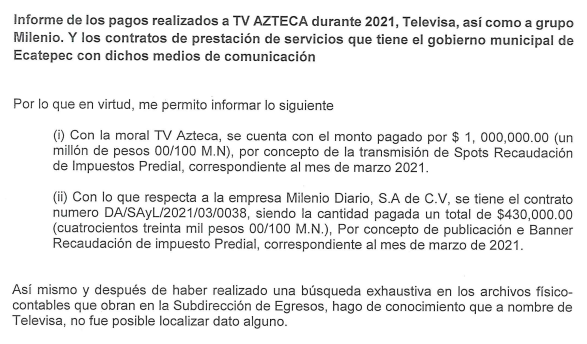 Informe de los pagos realizados a TV AZTECA durante 2021, Televisa, así como a grupo
Milenio. Y los contratos de prestación de servicios que tiene el gobierno municipal de
Ecatepec con dichos medios de comunicación
Por lo que en virtud, me permito informar lo siguiente
(i) Con la moral TV Azteca, se cuenta con el monto pagado por $ 1, 000,000.00 (un
millón de pesos 00/100 M.N), por concepto de la transmisión de Spots Recaudación
de Impuestos Predial, correspondiente al mes de marzo 2021.
(ii) Con lo que respecta a la empresa Milenio Diario, S.A de C.V, se tiene el contrato
numero DA/SAyL/2021/03/0038, siendo la cantidad pagada un total de $430,000.00
(cuatrocientos treinta mil pesos 00/100 M.N.), Por concepto de publicación e Banner
Recaudación de impuesto Predial, correspondiente al mes de marzo de 2021.
Así mismo y después de haber realizado una búsqueda exhaustiva en los archivos físico-
contables que obran en la Subdirección de Egresos, hago de conocimiento que a nombre de
Televisa, no fue posible localizar dato alguno.